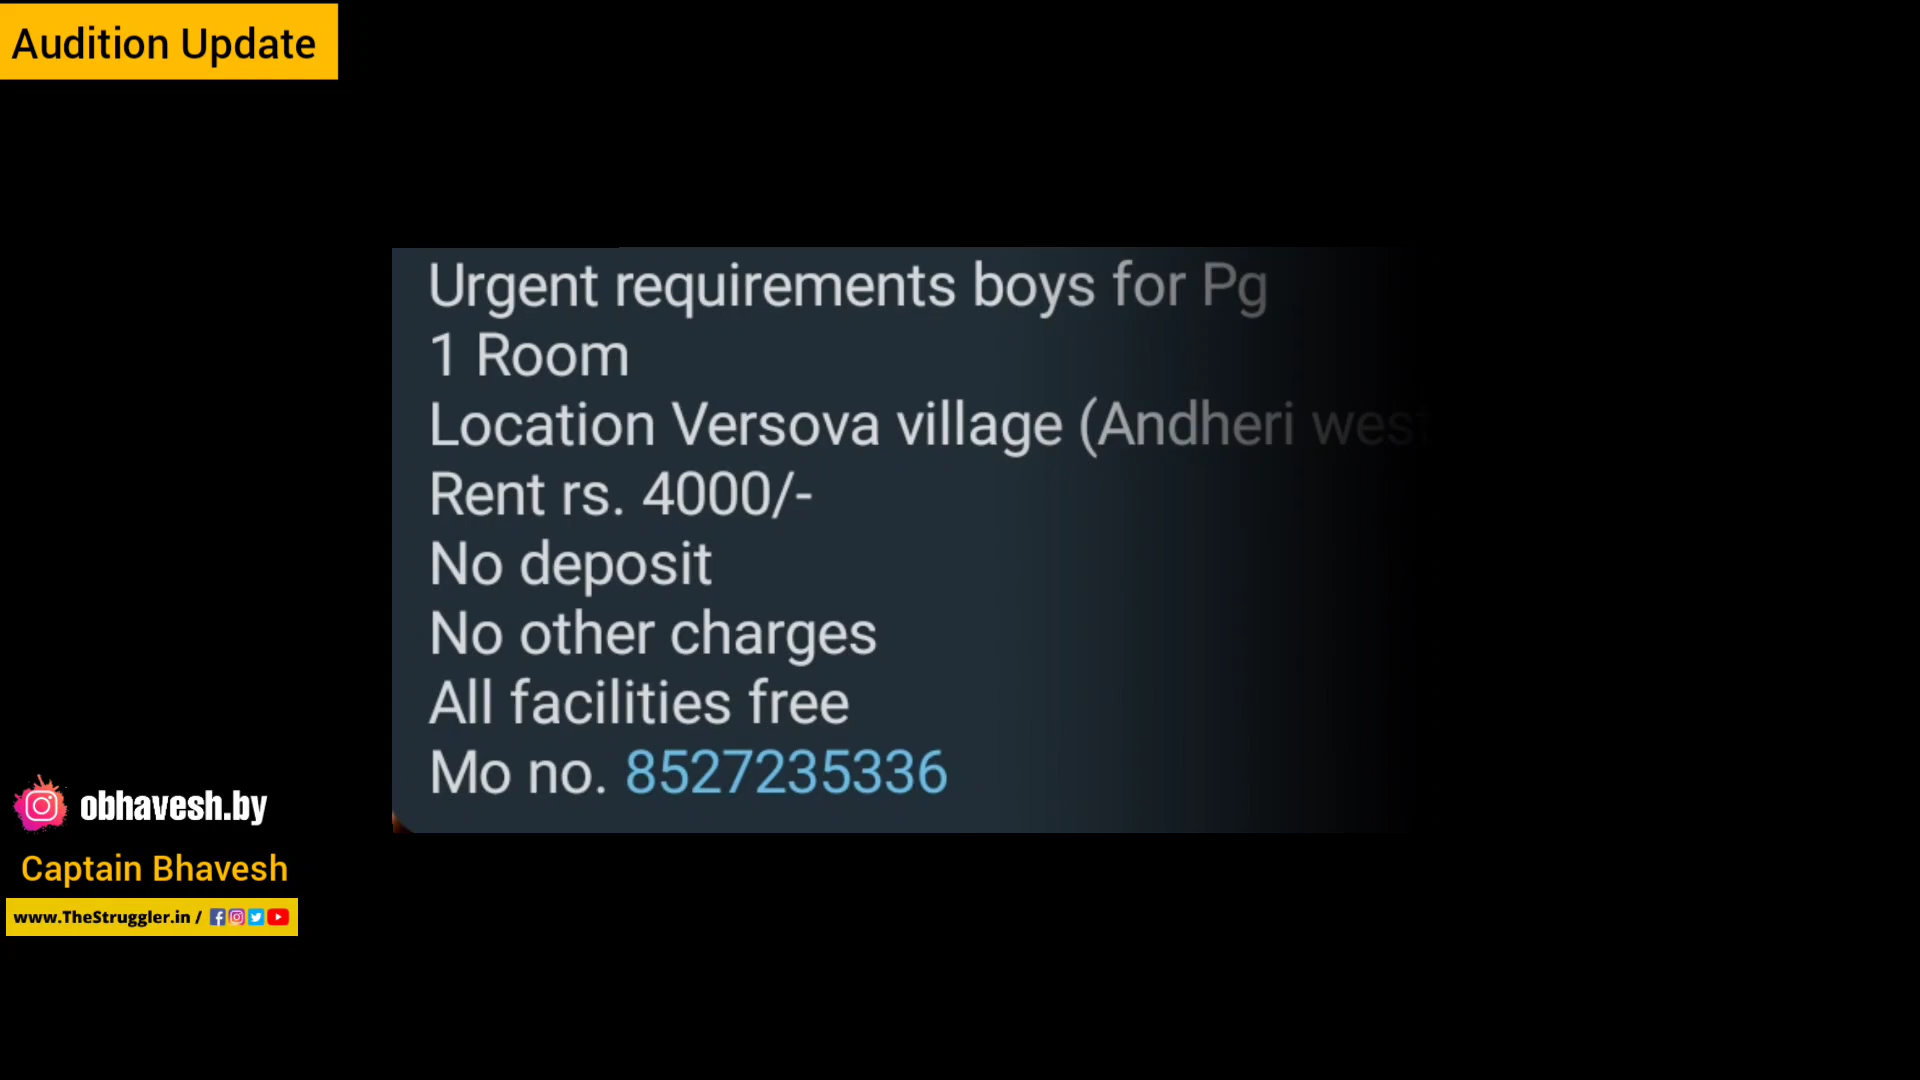 Audition Update
Urgent requirements boys for Pg
1 Room
Location Versova village (Andheri west
Rent rs. 4000/-
No deposit
No other charges
All facilities free
Mo no. 8527235336
obhavesh.by
Captain Bhavesh
www.TheStruggler.in /